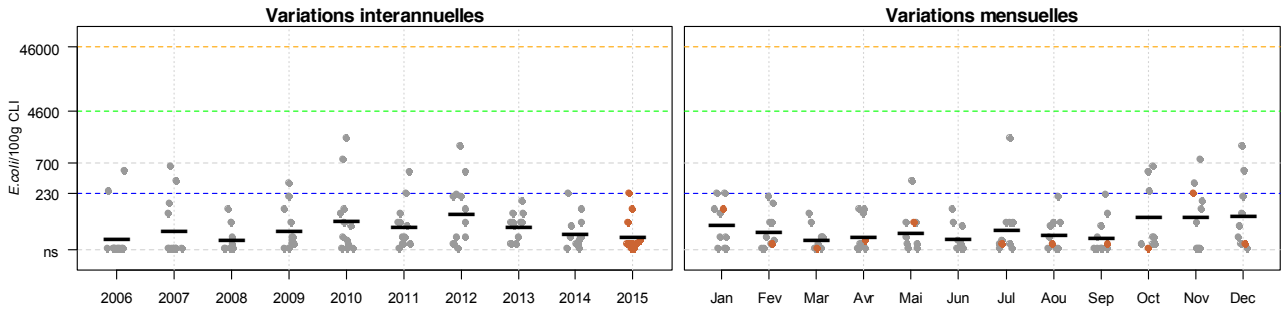 Variations interannuelles
Variations mensuelles
E.coli/100g CLI
46000
4600
700
230
ns
2006 2007 2008 2009 2010 2011 2012 2013 2014 2015
Jan Fev Mar Avr Mai Jun Jul Aou Sep Oct Nov Dec